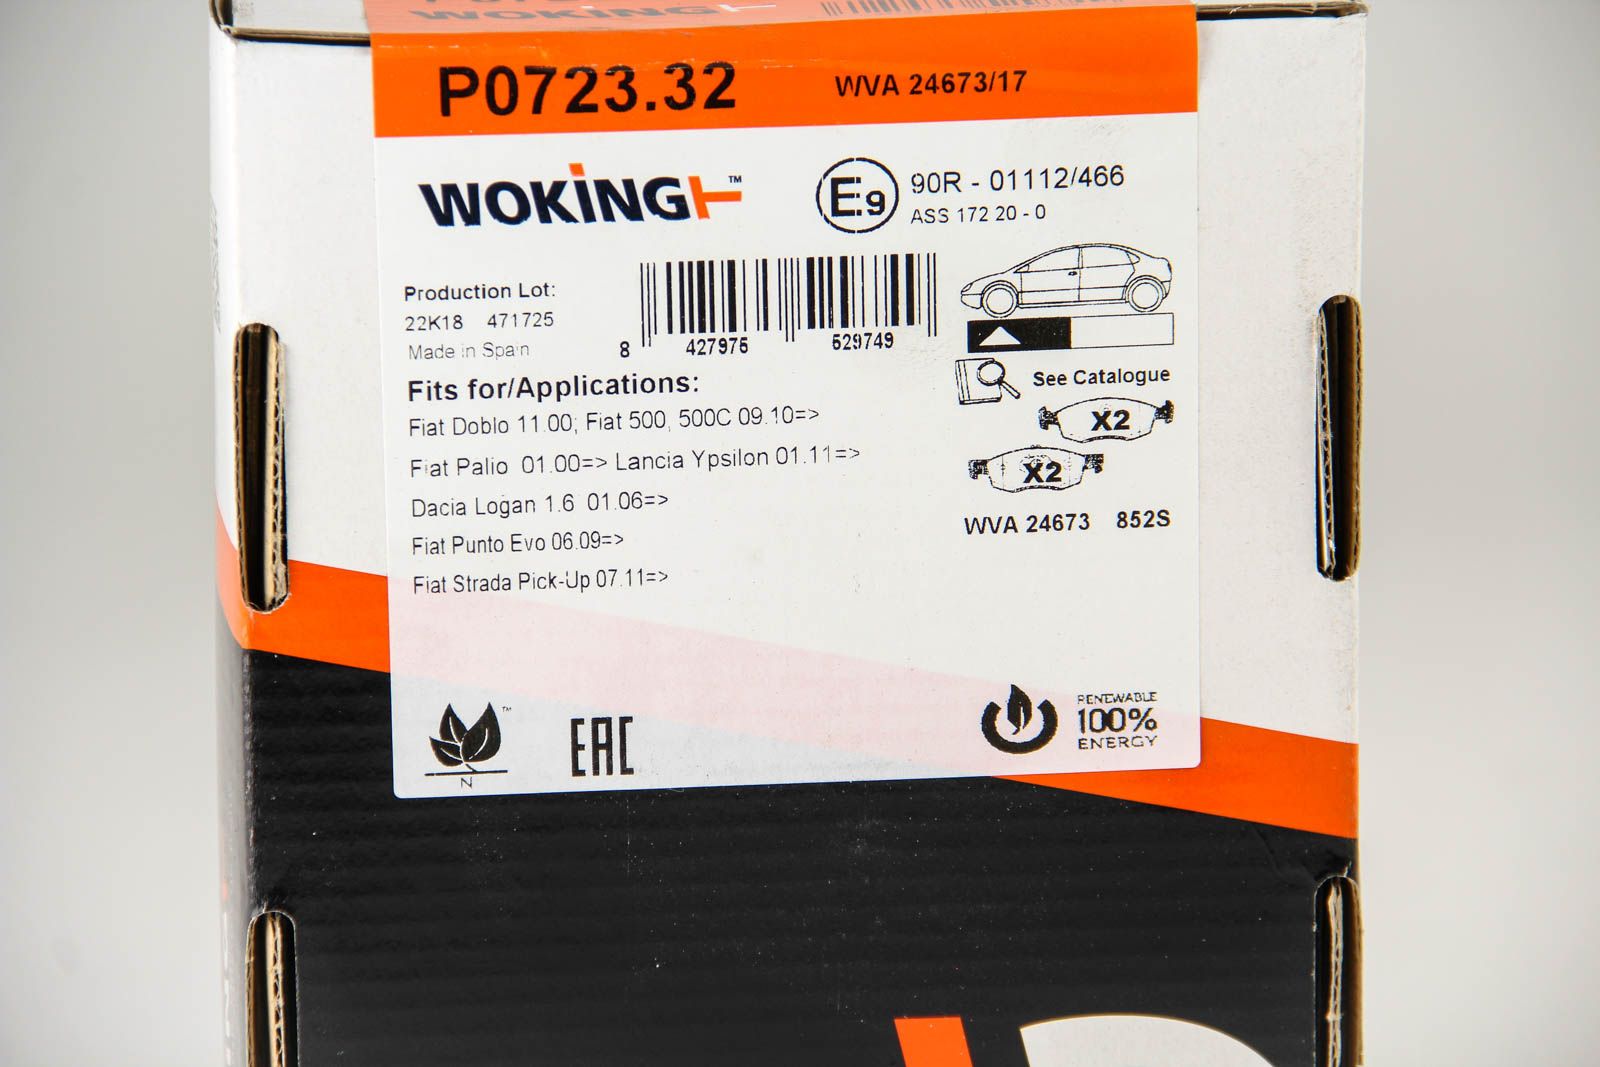 P0723.32 WVA 24673/17
WOKING™
E9 90R - 01112/466
ASS 172 20 - 0
Production Lot:
22K18 471725
Made in Spain
8 427975 529749
Fits for/Applications:
See Catalogue
Fiat Doblo 11.00; Fiat 500, 500C 09.10=>
X2
Fiat Palio 01.00=> Lancia Ypsilon 01.11=>
X2
Dacia Logan 1.6 01.06=>
WVA 24673 852S
Fiat Punto Evo 06.09=>
Fiat Strada Pick-Up 07.11=>
™
N
EAC
RENEWABLE
100%
ENERGY